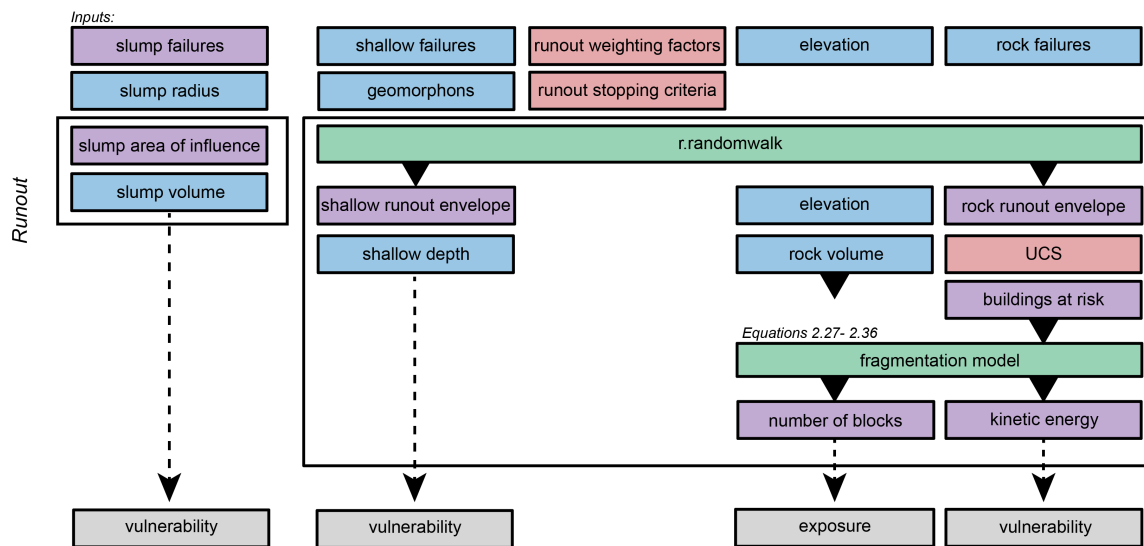 Inputs:
slump failures
shallow failures
runout weighting factors
elevation
rock failures
slump radius
geomorphons
runout stopping criteria
slump area of influence
r.randomwalk
Runout
slump volume
shallow runout envelope
elevation
rock runout envelope
shallow depth
rock volume
UCS
buildings at risk
Equations 2.27- 2.36
fragmentation model
number of blocks
kinetic energy
vulnerability
vulnerability
exposure
vulnerability